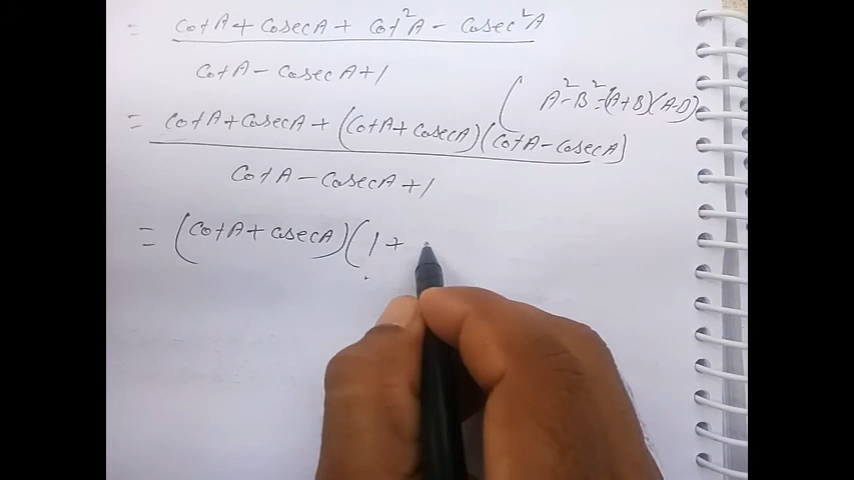 = cotA + cosecA + cot²A - cosec²A
cotA - cosecA + 1
( A² - B² = (A+B)(A-B)
= cotA + cosecA + (cotA + cosecA)(cotA - cosecA)
cotA - cosecA + 1
= (cotA + cosecA)(1 +